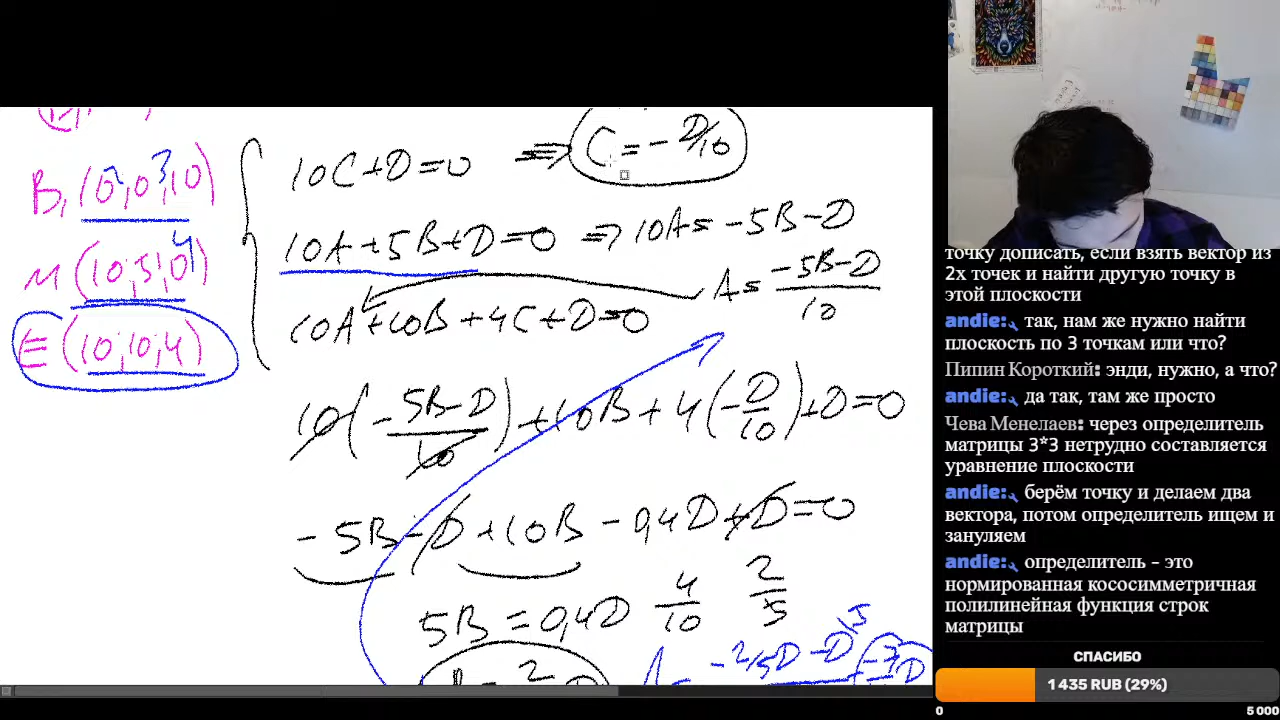 B₁(0;0;10)
M(10;5;0)
E(10;10;4)
10C+D=0 ⇒ C=-D/10
10A+5B+D=0 ⇒ 10A=-5B-D
A=(-5B-D)/10
10A+10B+4C+D=0
10(-5B-D/10)+10B+4(-D/10)+D=0
-5B-D+10B-0,4D+D=0
5B=0,4D 4/10 2/5
точку дописать, если взять вектор из
2х точек и найти другую точку в
этой плоскости
andie: так, нам же нужно найти
плоскость по 3 точкам или что?
Пипин Короткий: энди, нужно, а что?
andie: да так, там же просто
Чева Менелаев: через определитель
матрицы 3*3 нетрудно составляется
уравнение плоскости
andie: берём точку и делаем два
вектора, потом определитель ищем и
зануляем
andie: определитель - это
нормированная кососимметричная
полилинейная функция строк
матрицы
СПАСИБО
1 435 RUB (29%)
0 5 000